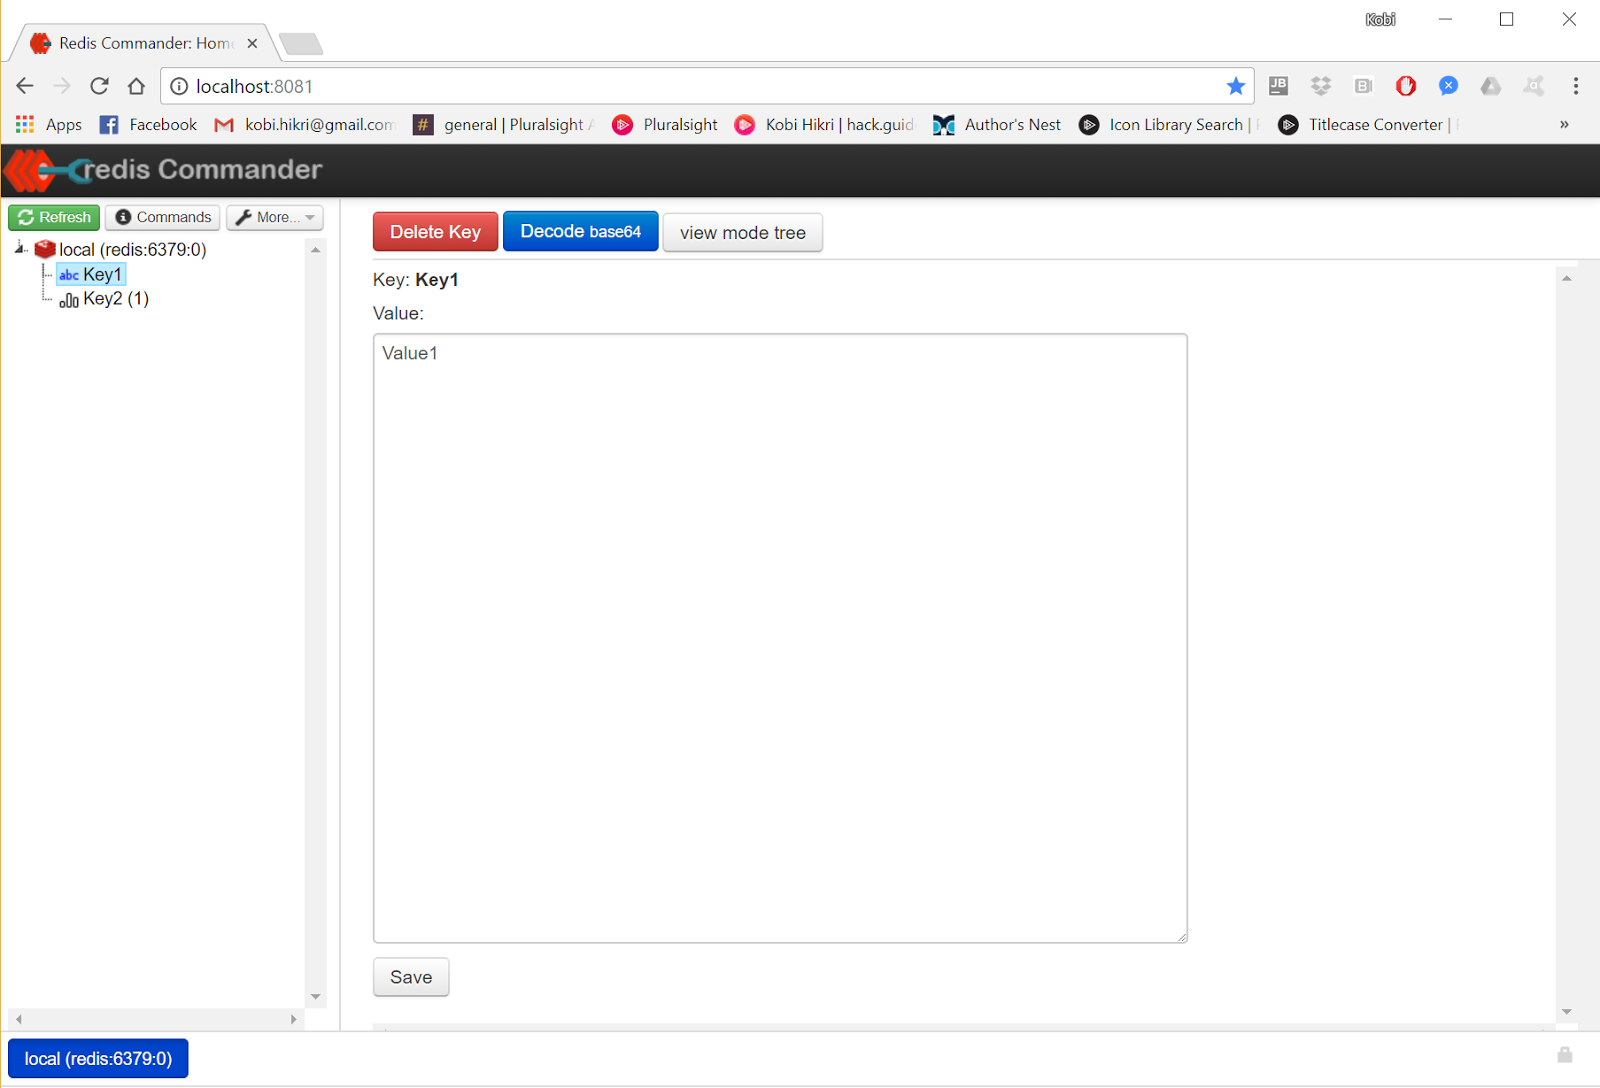 Kobi
Redis Commander: Hom
localhost:8081
JB
Apps Facebook kobi.hikri@gmail.com # general | Pluralsight Pluralsight Kobi Hikri | hack.guid Author's Nest Icon Library Search | Titlecase Converter | »
redis Commander
Refresh Commands More...
Delete Key Decode base64 view mode tree
local (redis:6379:0)
abc Key1
Key2 (1)
Key: Key1
Value:
Value1
Save
local (redis:6379:0)